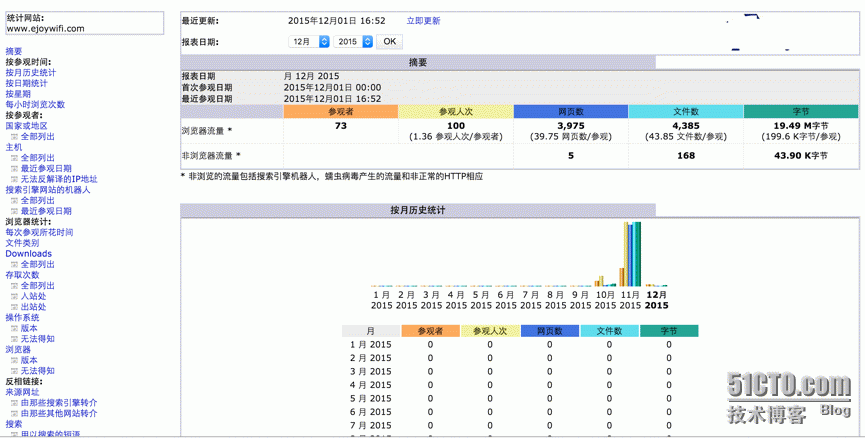 统计网站:
www.ejoywifi.com
摘要
按参观时间:
按月历史统计
按日期统计
按星期
每小时浏览次数
按参观者:
国家或地区
全部列出
主机
全部列出
最近参观日期
无法反解译的IP地址
搜索引擎网站的机器人
全部列出
最近参观日期
浏览器统计:
每次参观所花时间
文件类别
Downloads
全部列出
存取次数
全部列出
入站处
出站处
操作系统
版本
无法得知
浏览器
版本
无法得知
反相链接:
来源网址
由那些搜索引擎转介
由那些其他网站转介
搜索
用以搜索的短语
最近更新: 2015年12月01日 16:52 立即更新
报表日期: 12月 2015 OK
摘要
报表日期 月 12月 2015
首次参观日期 2015年12月01日 00:00
最近参观日期 2015年12月01日 16:52
参观者 参观人次 网页数 文件数 字节
浏览器流量 * 73 100 3,975 4,385 19.49 M字节
(1.36 参观人次/参观者) (39.75 网页数/参观) (43.85 文件数/参观) (199.6 K字节/参观)
非浏览器流量 * 5 168 43.90 K字节
* 非浏览的流量包括搜索引擎机器人，蠕虫病毒产生的流量和非正常的HTTP相应
按月历史统计
1 月 2 月 3 月 4 月 5 月 6 月 7 月 8 月 9 月 10月 11月 12月
2015 2015 2015 2015 2015 2015 2015 2015 2015 2015 2015 2015
月 参观者 参观人次 网页数 文件数 字节
1 月 2015 0 0 0 0 0
2 月 2015 0 0 0 0 0
3 月 2015 0 0 0 0 0
4 月 2015 0 0 0 0 0
5 月 2015 0 0 0 0 0
6 月 2015 0 0 0 0 0
7 月 2015 0 0 0 0 0
51CTO.com
技术博客 Blog